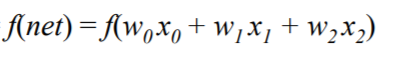 f(net) = f(w₀x₀ + w₁x₁ + w₂x₂)